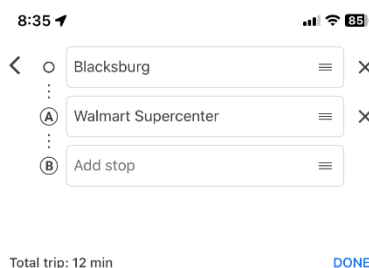 8:35 85
Blacksburg
A Walmart Supercenter
B Add stop
Total trip: 12 min DONE